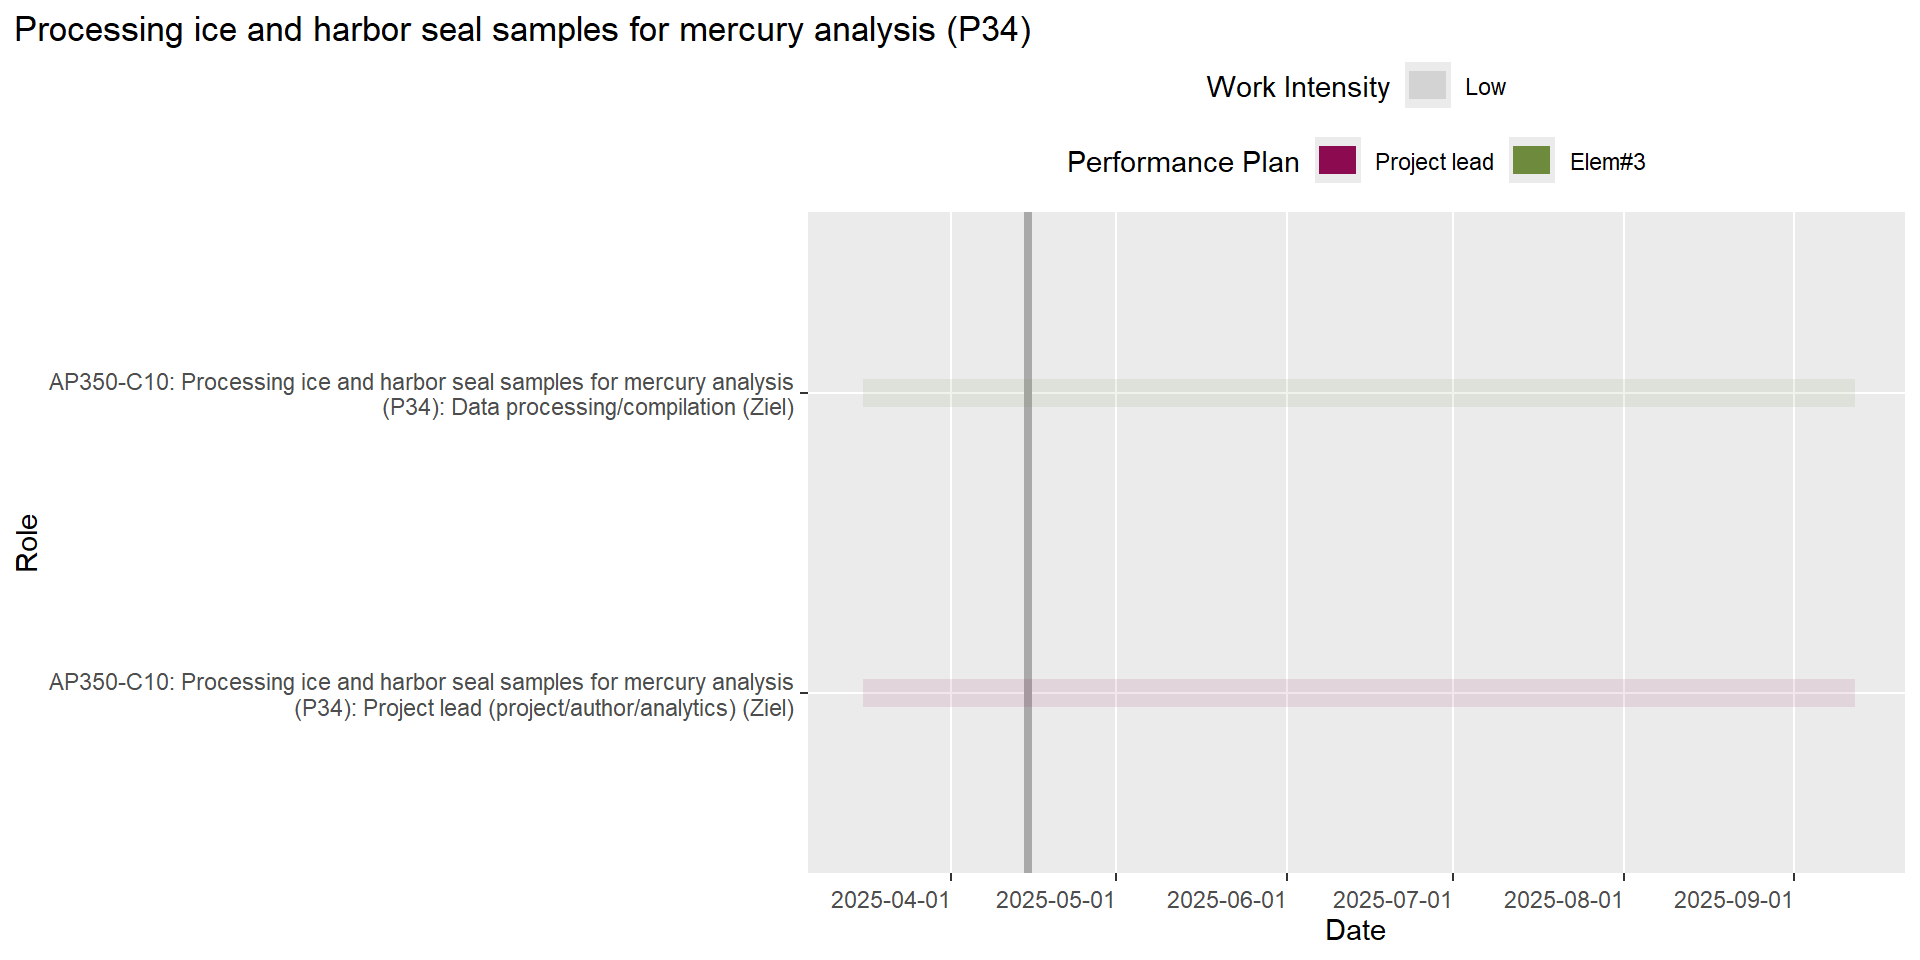 Processing ice and harbor seal samples for mercury analysis (P34)
Work Intensity Low
Performance Plan Project lead Elem#3
AP350-C10: Processing ice and harbor seal samples for mercury analysis
(P34): Data processing/compilation (Ziel)
Role
AP350-C10: Processing ice and harbor seal samples for mercury analysis
(P34): Project lead (project/author/analytics) (Ziel)
2025-04-01 2025-05-01 2025-06-01 2025-07-01 2025-08-01 2025-09-01
Date